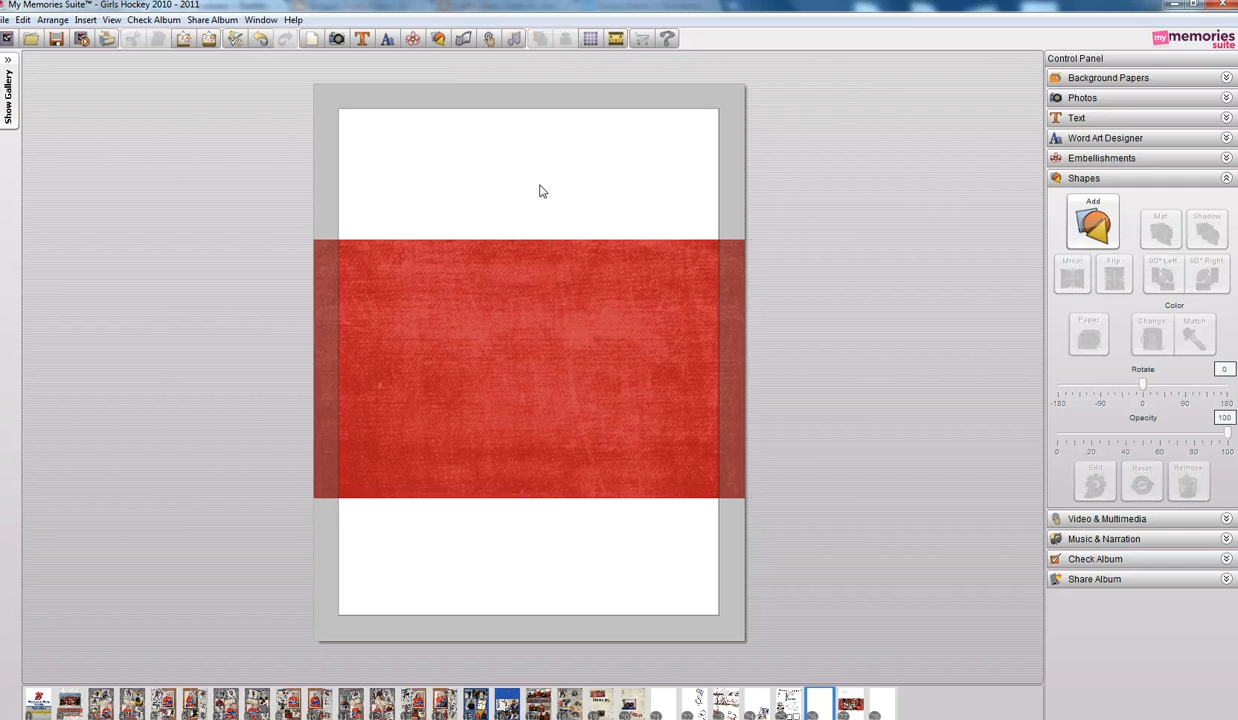 My Memories Suite™ - Girls Hockey 2010 - 2011
ile Edit Arrange Insert View Check Album Share Album Window Help
my memories suite
Show Gallery
Control Panel
Background Papers
Photos
Text
Word Art Designer
Embellishments
Shapes
Add Mat Shadow
Mirror Flip 90° Left 90° Right
Color
Paper Change Match
Rotate 0
-180 -90 0 90 180
Opacity 100
0 20 40 60 80 100
Edit Reset Remove
Video & Multimedia
Music & Narration
Check Album
Share Album